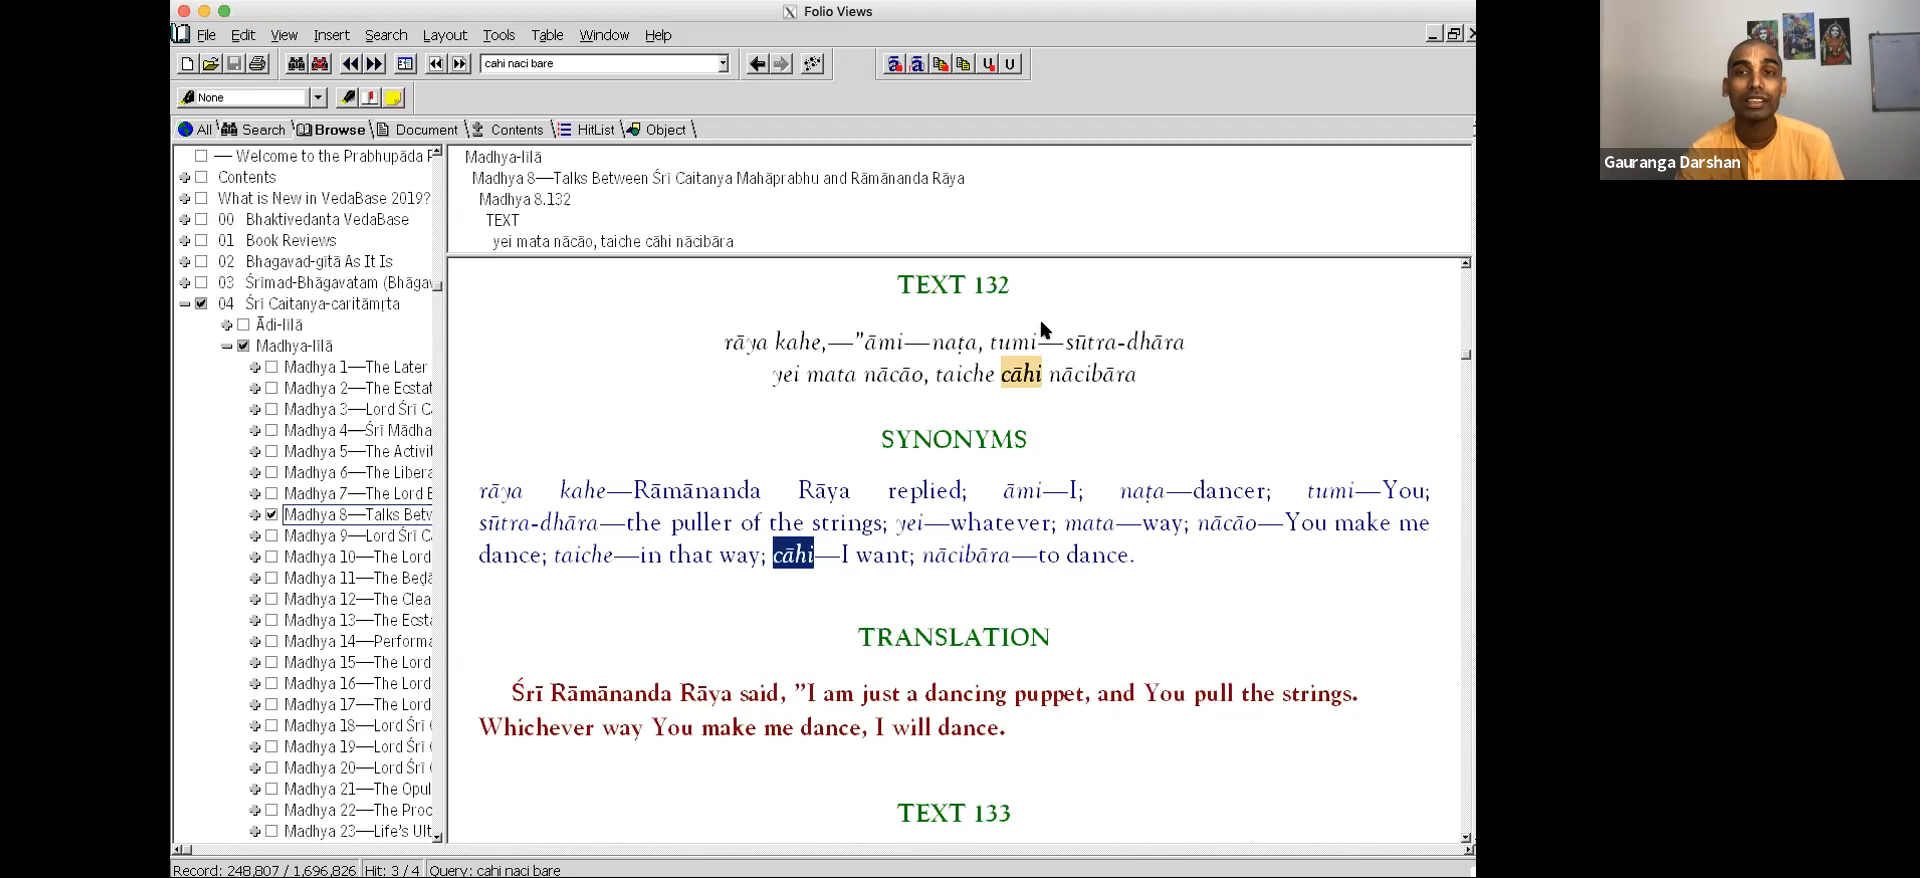 Folio Views
File Edit View Insert Search Layout Tools Table Window Help
cahi naci bare
None
All Search Browse Document Contents HitList Object
— Welcome to the Prabhupāda
Contents
What is New in VedaBase 2019?
00 Bhaktivedanta VedaBase
01 Book Reviews
02 Bhagavad-gītā As It Is
03 Śrīmad-Bhāgavatam (Bhāgav
04 Śrī Caitanya-caritāmṛta
Ādi-līlā
Madhya-līlā
Madhya 1—The Later
Madhya 2—The Ecstat
Madhya 3—Lord Śrī C
Madhya 4—Śrī Mādha
Madhya 5—The Activit
Madhya 6—The Libera
Madhya 7—The Lord B
Madhya 8—Talks Betw
Madhya 9—Lord Śrī C
Madhya 10—The Lord
Madhya 11—The Beḍā
Madhya 12—The Clea
Madhya 13—The Ecsta
Madhya 14—Performa
Madhya 15—The Lord
Madhya 16—The Lord
Madhya 17—The Lord
Madhya 18—Lord Śrī
Madhya 19—Lord Śrī
Madhya 20—Lord Śrī
Madhya 21—The Opul
Madhya 22—The Proc
Madhya 23—Life's Ult
Madhya-līlā
Madhya 8—Talks Between Śrī Caitanya Mahāprabhu and Rāmānanda Rāya
Madhya 8.132
TEXT
yei mata nācāo, taiche cāhi nācibāra
TEXT 132
rāya kahe,—"āmi—naṭa, tumi—sūtra-dhāra
yei mata nācāo, taiche cāhi nācibāra
SYNONYMS
rāya kahe—Rāmānanda Rāya replied; āmi—I; naṭa—dancer; tumi—You;
sūtra-dhāra—the puller of the strings; yei—whatever; mata—way; nācāo—You make me
dance; taiche—in that way; cāhi—I want; nācibāra—to dance.
TRANSLATION
Śrī Rāmānanda Rāya said, "I am just a dancing puppet, and You pull the strings.
Whichever way You make me dance, I will dance.
TEXT 133
Record: 248,807 / 1,696,826 Hit: 3 / 4 Query: cahi naci bare
Gauranga Darshan